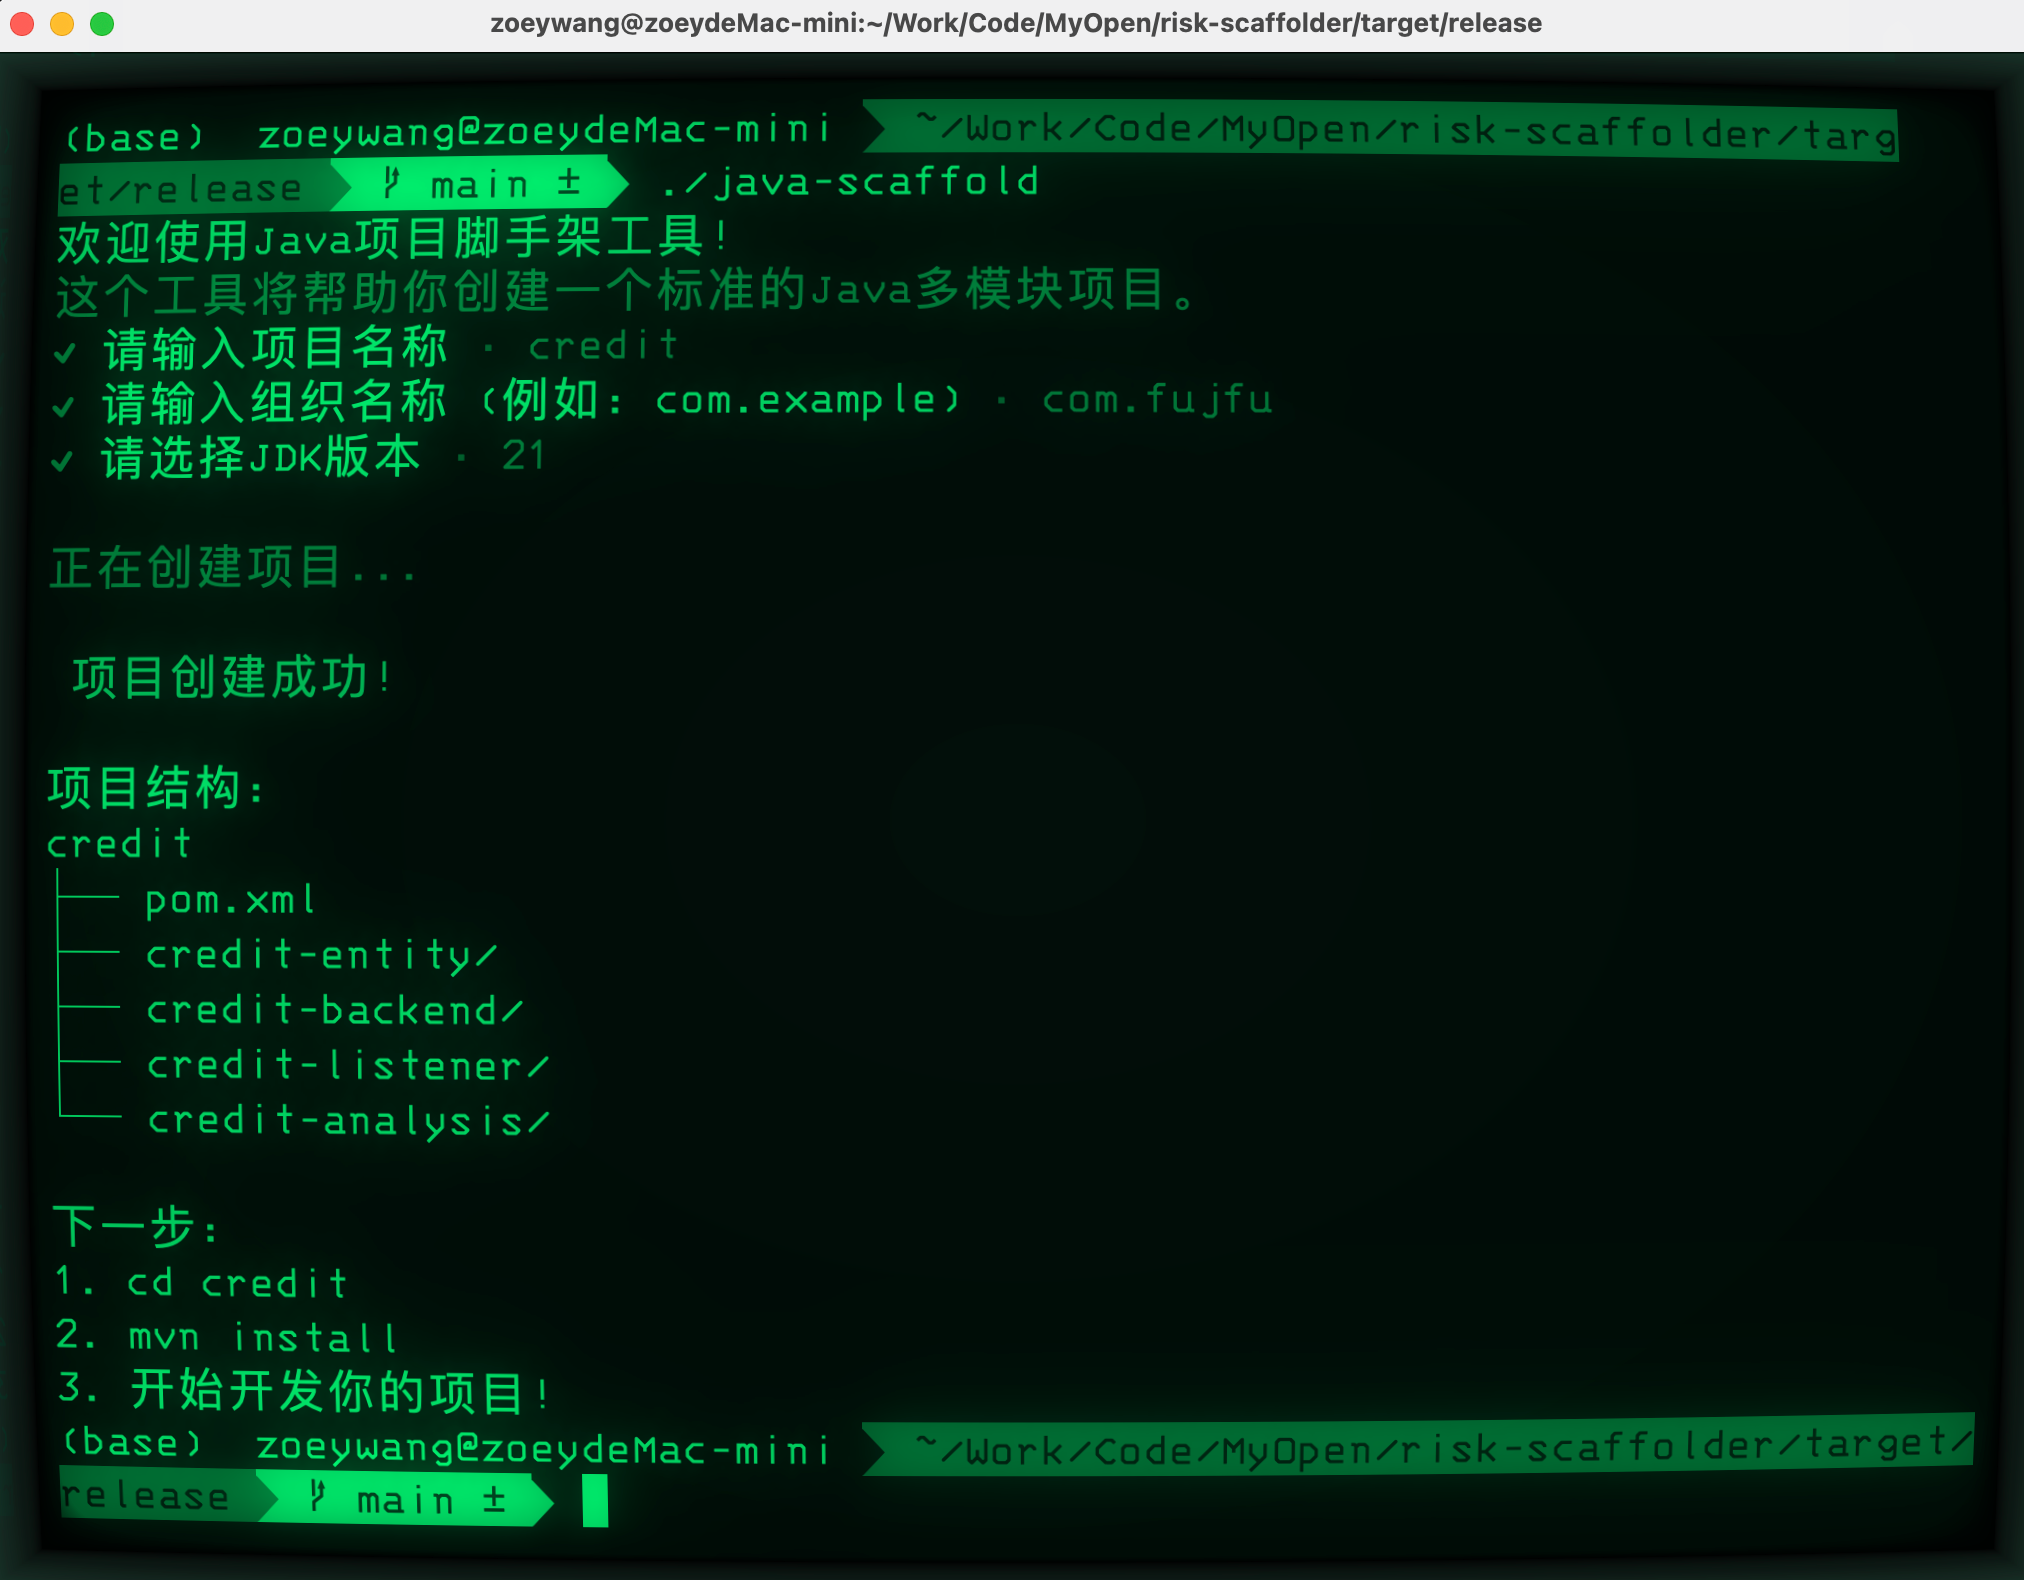 zoeywang@zoeydeMac-mini:~/Work/Code/MyOpen/risk-scaffolder/target/release
(base) zoeywang@zoeydeMac-mini ~/Work/Code/MyOpen/risk-scaffolder/targ
et/release main ± ./java-scaffold
欢迎使用Java项目脚手架工具!
这个工具将帮助你创建一个标准的Java多模块项目。
✔ 请输入项目名称 · credit
✔ 请输入组织名称 (例如: com.example) · com.fujfu
✔ 请选择JDK版本 · 21
正在创建项目...
项目创建成功!
项目结构:
credit
├── pom.xml
├── credit-entity/
├── credit-backend/
├── credit-listener/
└── credit-analysis/
下一步:
1. cd credit
2. mvn install
3. 开始开发你的项目!
(base) zoeywang@zoeydeMac-mini ~/Work/Code/MyOpen/risk-scaffolder/target/
release main ±